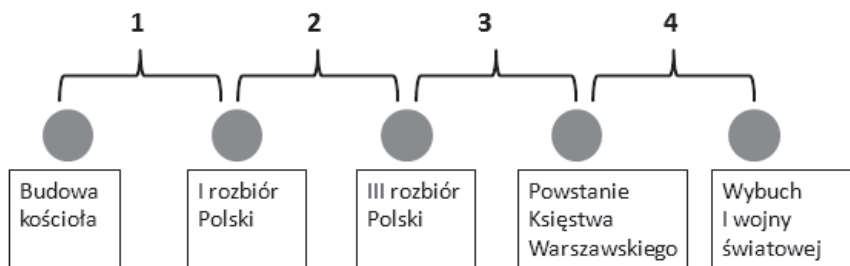 1 2 3 4
Budowa
kościoła
I rozbiór
Polski
III rozbiór
Polski
Powstanie
Księstwa
Warszawskiego
Wybuch
I wojny
światowej